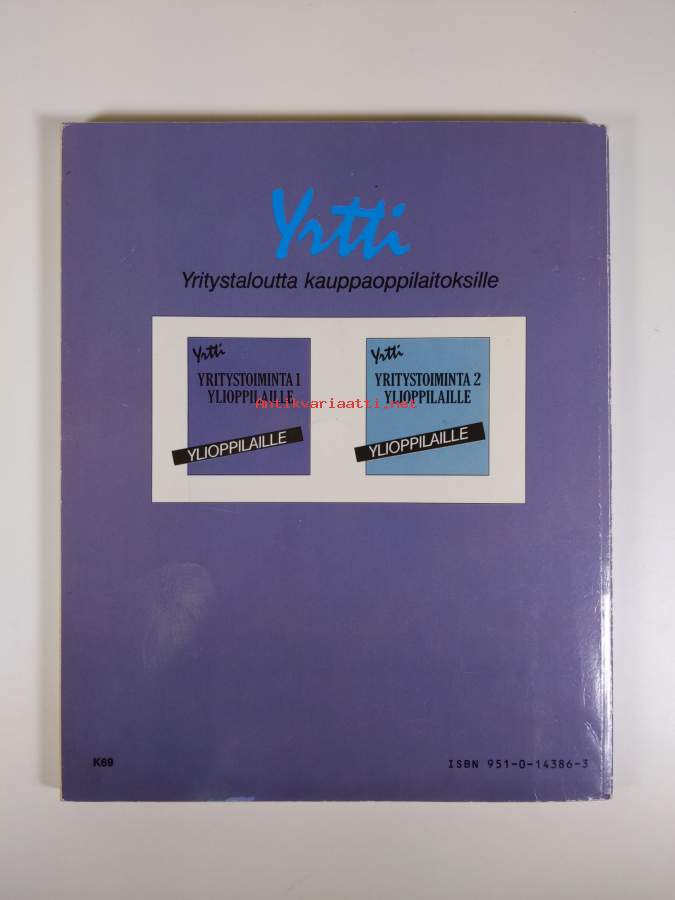 Yrtti
Yritystaloutta kauppaoppilaitoksille
Yrtti
YRITYSTOIMINTA 1
YLIOPPILAILLE
YLIOPPILAILLE
Yrtti
YRITYSTOIMINTA 2
YLIOPPILAILLE
YLIOPPILAILLE
Antikvariaatti.net
K69
ISBN 951-0-14386-3